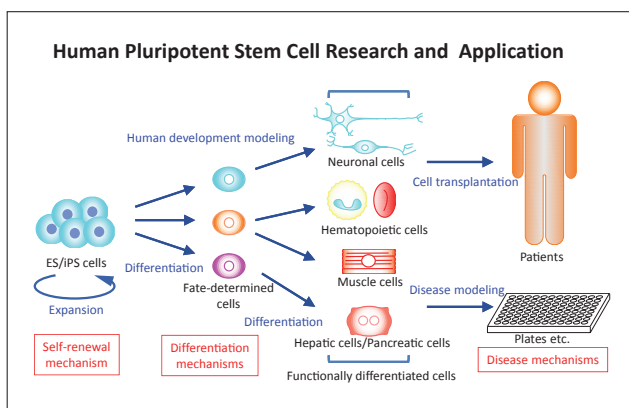 Human Pluripotent Stem Cell Research and Application
Human development modeling
Neuronal cells
Cell transplantation
Hematopoietic cells
ES/iPS cells
Differentiation
Fate-determined
cells
Muscle cells
Patients
Disease modeling
Expansion
Differentiation
Hepatic cells/Pancreatic cells
Plates etc.
Self-renewal
mechanism
Differentiation
mechanisms
Functionally differentiated cells
Disease mechanisms